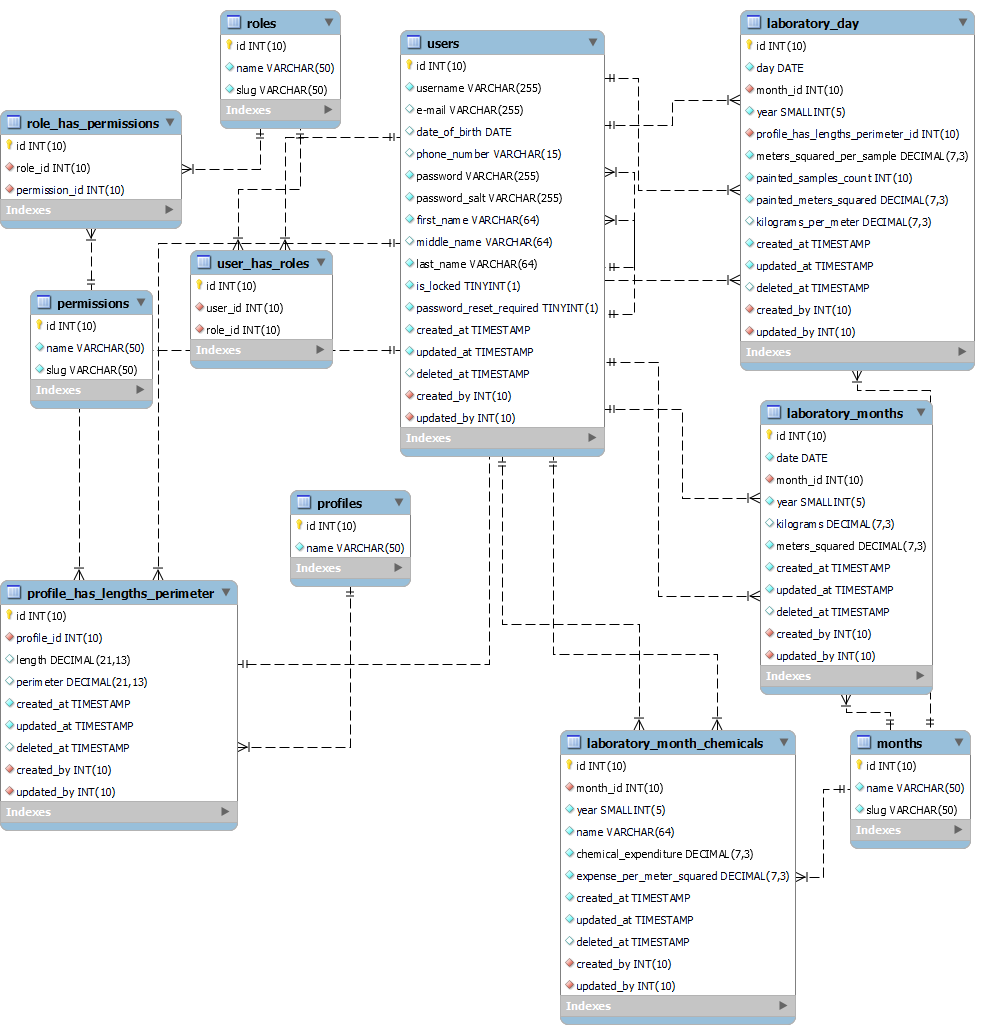 roles
id INT(10)
name VARCHAR(50)
slug VARCHAR(50)
Indexes
users
id INT(10)
username VARCHAR(255)
e-mail VARCHAR(255)
date_of_birth DATE
phone_number VARCHAR(15)
password VARCHAR(255)
password_salt VARCHAR(255)
first_name VARCHAR(64)
middle_name VARCHAR(64)
last_name VARCHAR(64)
is_locked TINYINT(1)
password_reset_required TINYINT(1)
created_at TIMESTAMP
updated_at TIMESTAMP
deleted_at TIMESTAMP
created_by INT(10)
updated_by INT(10)
Indexes
laboratory_day
id INT(10)
day DATE
month_id INT(10)
year SMALLINT(5)
profile_has_lengths_perimeter_id INT(10)
meters_squared_per_sample DECIMAL(7,3)
painted_samples_count INT(10)
painted_meters_squared DECIMAL(7,3)
kilograms_per_meter DECIMAL(7,3)
created_at TIMESTAMP
updated_at TIMESTAMP
deleted_at TIMESTAMP
created_by INT(10)
updated_by INT(10)
Indexes
role_has_permissions
id INT(10)
role_id INT(10)
permission_id INT(10)
Indexes
user_has_roles
id INT(10)
user_id INT(10)
role_id INT(10)
Indexes
permissions
id INT(10)
name VARCHAR(50)
slug VARCHAR(50)
Indexes
laboratory_months
id INT(10)
date DATE
month_id INT(10)
year SMALLINT(5)
kilograms DECIMAL(7,3)
meters_squared DECIMAL(7,3)
created_at TIMESTAMP
updated_at TIMESTAMP
deleted_at TIMESTAMP
created_by INT(10)
updated_by INT(10)
Indexes
profiles
id INT(10)
name VARCHAR(50)
Indexes
profile_has_lengths_perimeter
id INT(10)
profile_id INT(10)
length DECIMAL(21,13)
perimeter DECIMAL(21,13)
created_at TIMESTAMP
updated_at TIMESTAMP
deleted_at TIMESTAMP
created_by INT(10)
updated_by INT(10)
Indexes
laboratory_month_chemicals
id INT(10)
month_id INT(10)
year SMALLINT(5)
name VARCHAR(64)
chemical_expenditure DECIMAL(7,3)
expense_per_meter_squared DECIMAL(7,3)
created_at TIMESTAMP
updated_at TIMESTAMP
deleted_at TIMESTAMP
created_by INT(10)
updated_by INT(10)
Indexes
months
id INT(10)
name VARCHAR(50)
slug VARCHAR(50)
Indexes